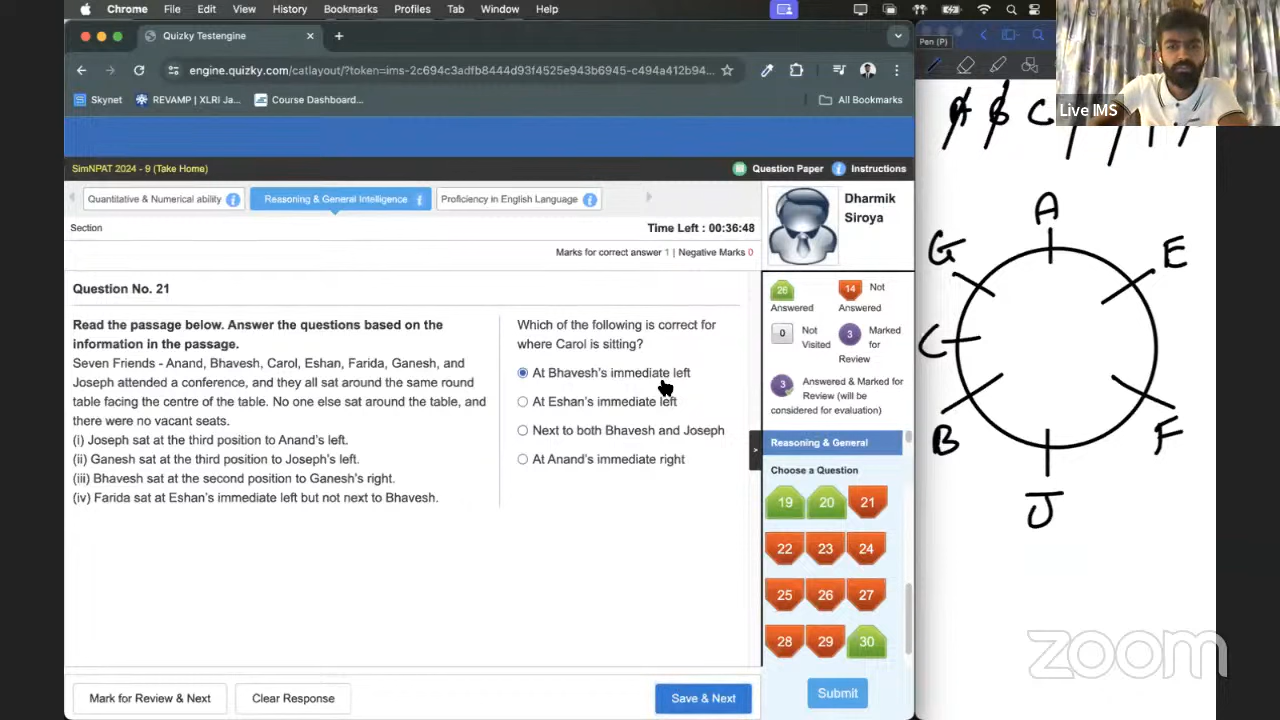 Chrome File Edit View History Bookmarks Profiles Tab Window Help
Quizky Testengine
Pen (P)
engine.quizky.com/catlayout/?token=ims-2c694c3adfb6444d93f4525e943b6945-c494a412b94...
Skynet REVAMP | XLRI Ja... Course Dashboard... All Bookmarks
Live IMS
SimNPAT 2024 - 9 (Take Home) Question Paper Instructions
Quantitative & Numerical ability Reasoning & General Intelligence Proficiency in English Language
Section Time Left : 00:36:48
Marks for correct answer 1 | Negative Marks 0
Dharmik
Siroya
Question No. 21
Read the passage below. Answer the questions based on the
information in the passage.
Seven Friends - Anand, Bhavesh, Carol, Eshan, Farida, Ganesh, and
Joseph attended a conference, and they all sat around the same round
table facing the centre of the table. No one else sat around the table, and
there were no vacant seats.
(i) Joseph sat at the third position to Anand's left.
(ii) Ganesh sat at the third position to Joseph's left.
(iii) Bhavesh sat at the second position to Ganesh's right.
(iv) Farida sat at Eshan's immediate left but not next to Bhavesh.
Which of the following is correct for
where Carol is sitting?
At Bhavesh's immediate left
At Eshan's immediate left
Next to both Bhavesh and Joseph
At Anand's immediate right
26 Answered
14 Not Answered
0 Not Visited
3 Marked for Review
3 Answered & Marked for
Review (will be
considered for evaluation)
Reasoning & General
Choose a Question
19 20 21
22 23 24
25 26 27
28 29 30
Mark for Review & Next Clear Response Save & Next Submit
A B C
A
G E
C
B F
J
zoom